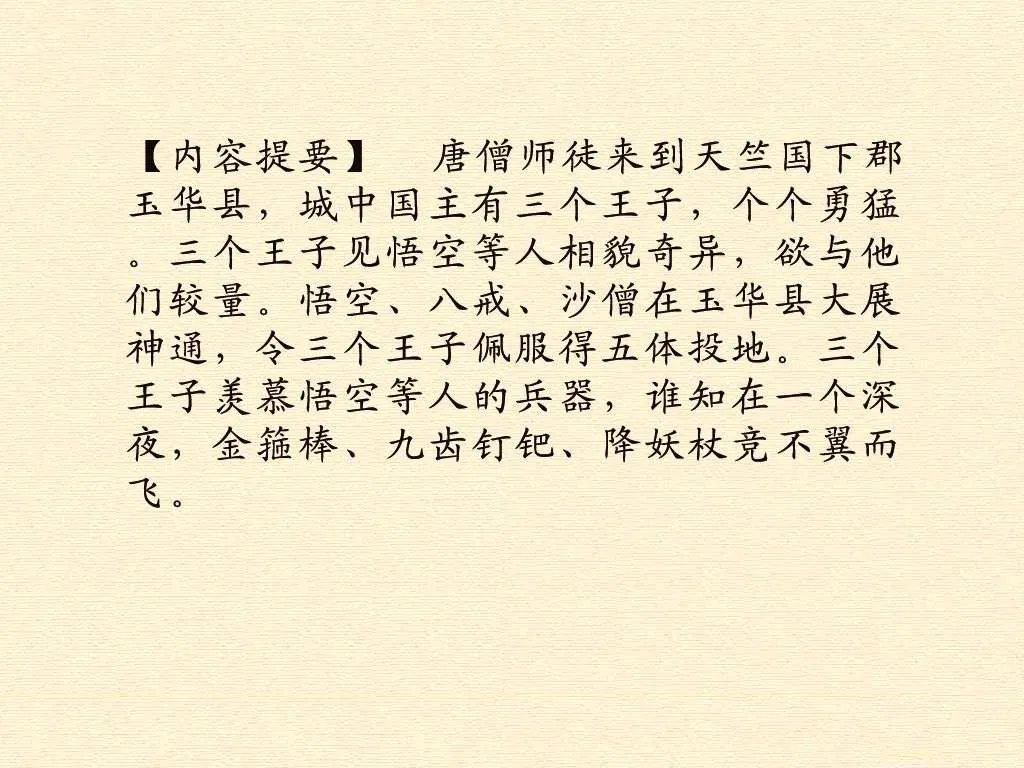 【内容提要】 唐僧师徒来到天竺国下郡
玉华县，城中国主有三个王子，个个勇猛
。三个王子见悟空等人相貌奇异，欲与他
们较量。悟空、八戒、沙僧在玉华县大展
神通，令三个王子佩服得五体投地。三个
王子羡慕悟空等人的兵器，谁知在一个深
夜，金箍棒、九齿钉钯、降妖杖竞不翼而
飞。